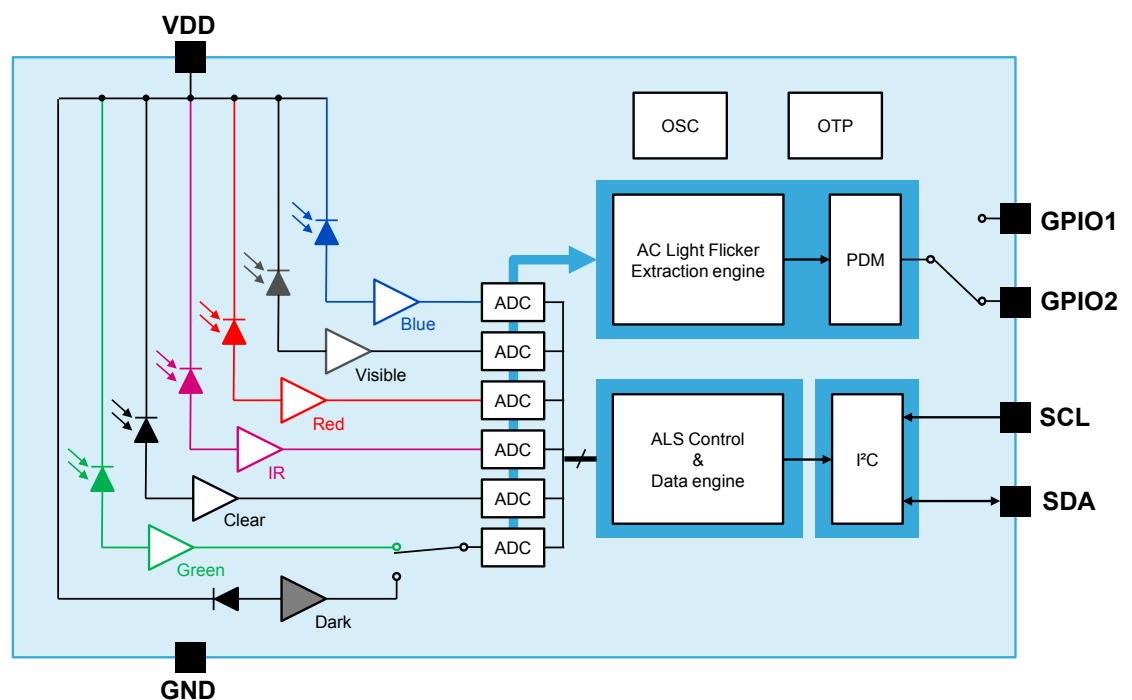 VDD
OSC
OTP
GPIO1
AC Light Flicker
Extraction engine
PDM
GPIO2
ADC
Blue
ADC
Visible
ADC
Red
SCL
ALS Control
&
Data engine
I²C
ADC
IR
ADC
Clear
SDA
ADC
Green
Dark
GND